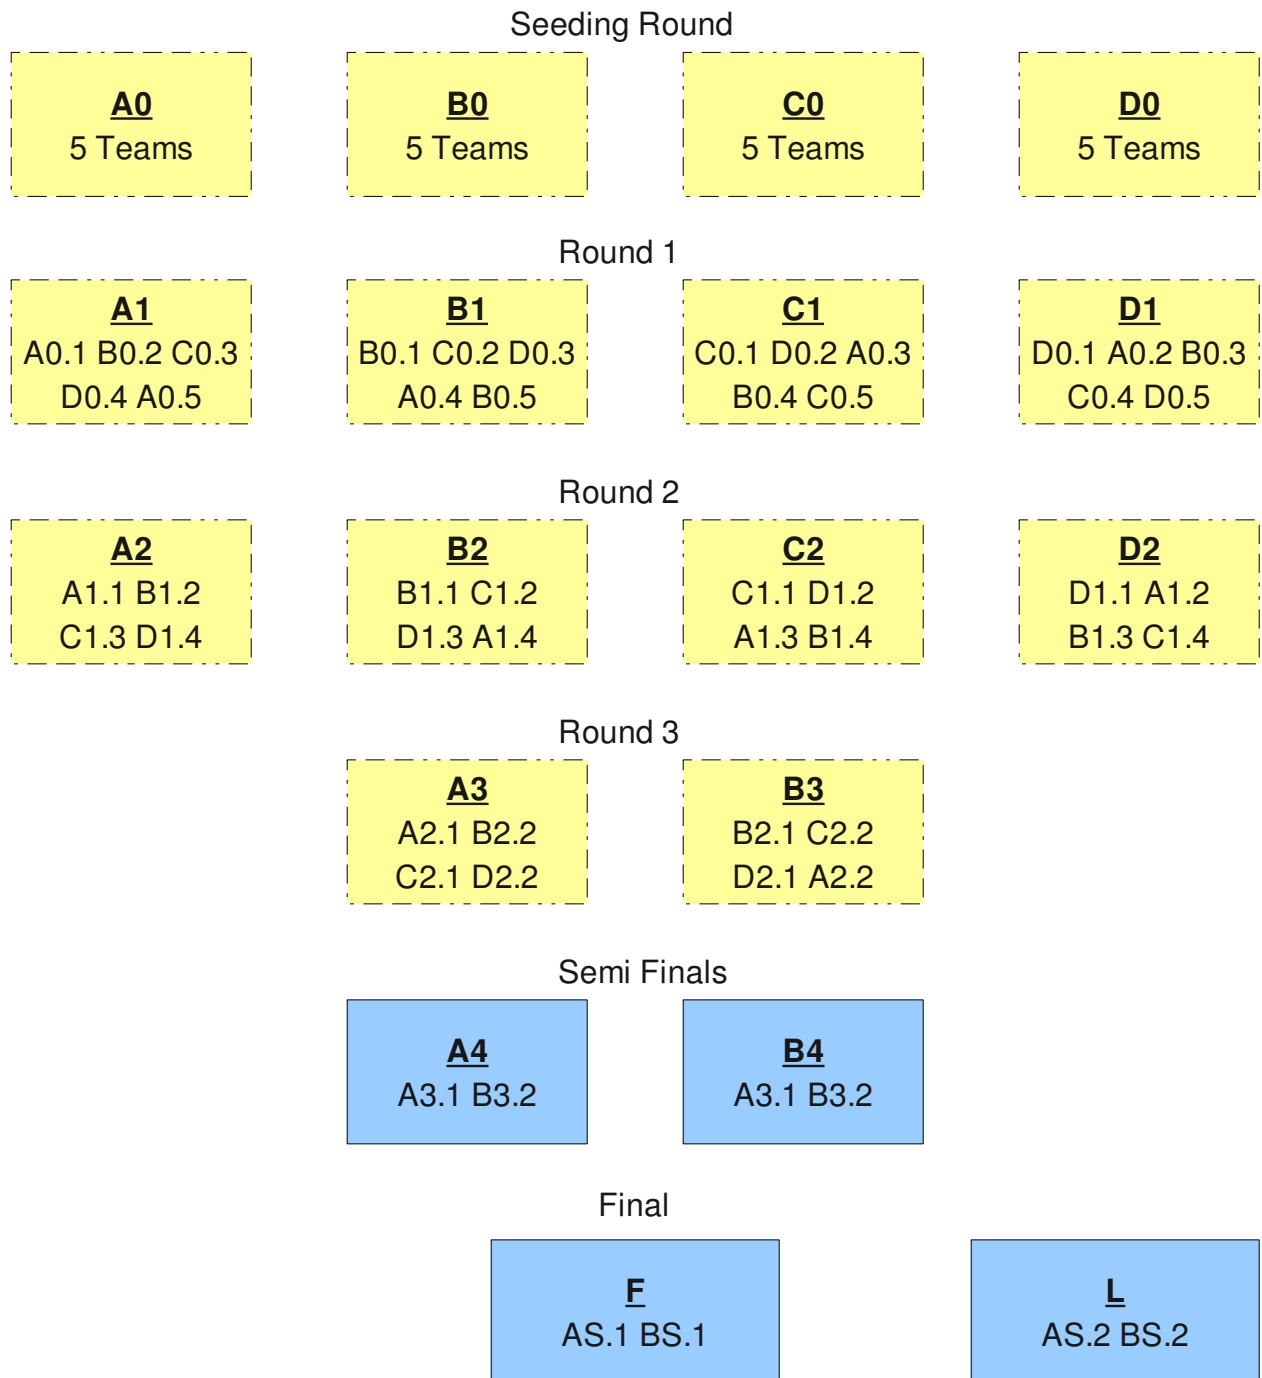 Seeding Round
A0
5 Teams
B0
5 Teams
C0
5 Teams
D0
5 Teams
Round 1
A1
A0.1 B0.2 C0.3
D0.4 A0.5
B1
B0.1 C0.2 D0.3
A0.4 B0.5
C1
C0.1 D0.2 A0.3
B0.4 C0.5
D1
D0.1 A0.2 B0.3
C0.4 D0.5
Round 2
A2
A1.1 B1.2
C1.3 D1.4
B2
B1.1 C1.2
D1.3 A1.4
C2
C1.1 D1.2
A1.3 B1.4
D2
D1.1 A1.2
B1.3 C1.4
Round 3
A3
A2.1 B2.2
C2.1 D2.2
B3
B2.1 C2.2
D2.1 A2.2
Semi Finals
A4
A3.1 B3.2
B4
A3.1 B3.2
Final
F
AS.1 BS.1
L
AS.2 BS.2